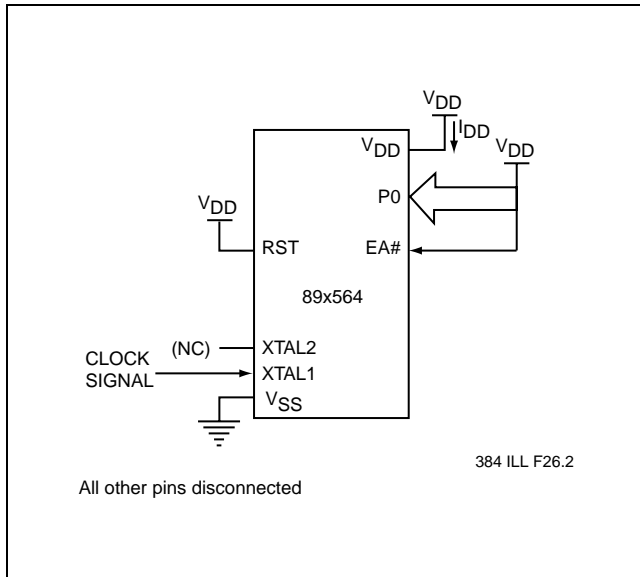 VDD
IDD
VDD
VDD
P0
VDD
RST
EA#
89x564
(NC)
XTAL2
CLOCK
SIGNAL
XTAL1
VSS
384 ILL F26.2
All other pins disconnected